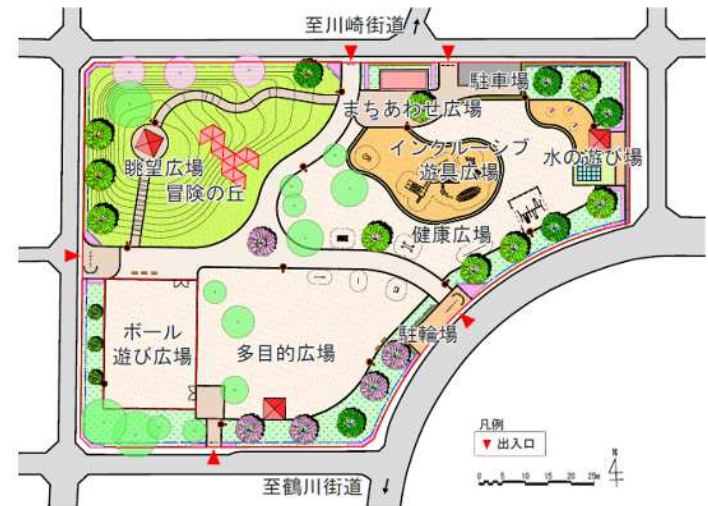 至川崎街道
駐車場
まちあわせ広場
インクルーシブ
遊具広場
水の遊び場
眺望広場
冒険の丘
健康広場
ボール
遊び広場
多目的広場
駐輪場
凡例
出入口
N
0 5 10 15 20 25m
至鶴川街道